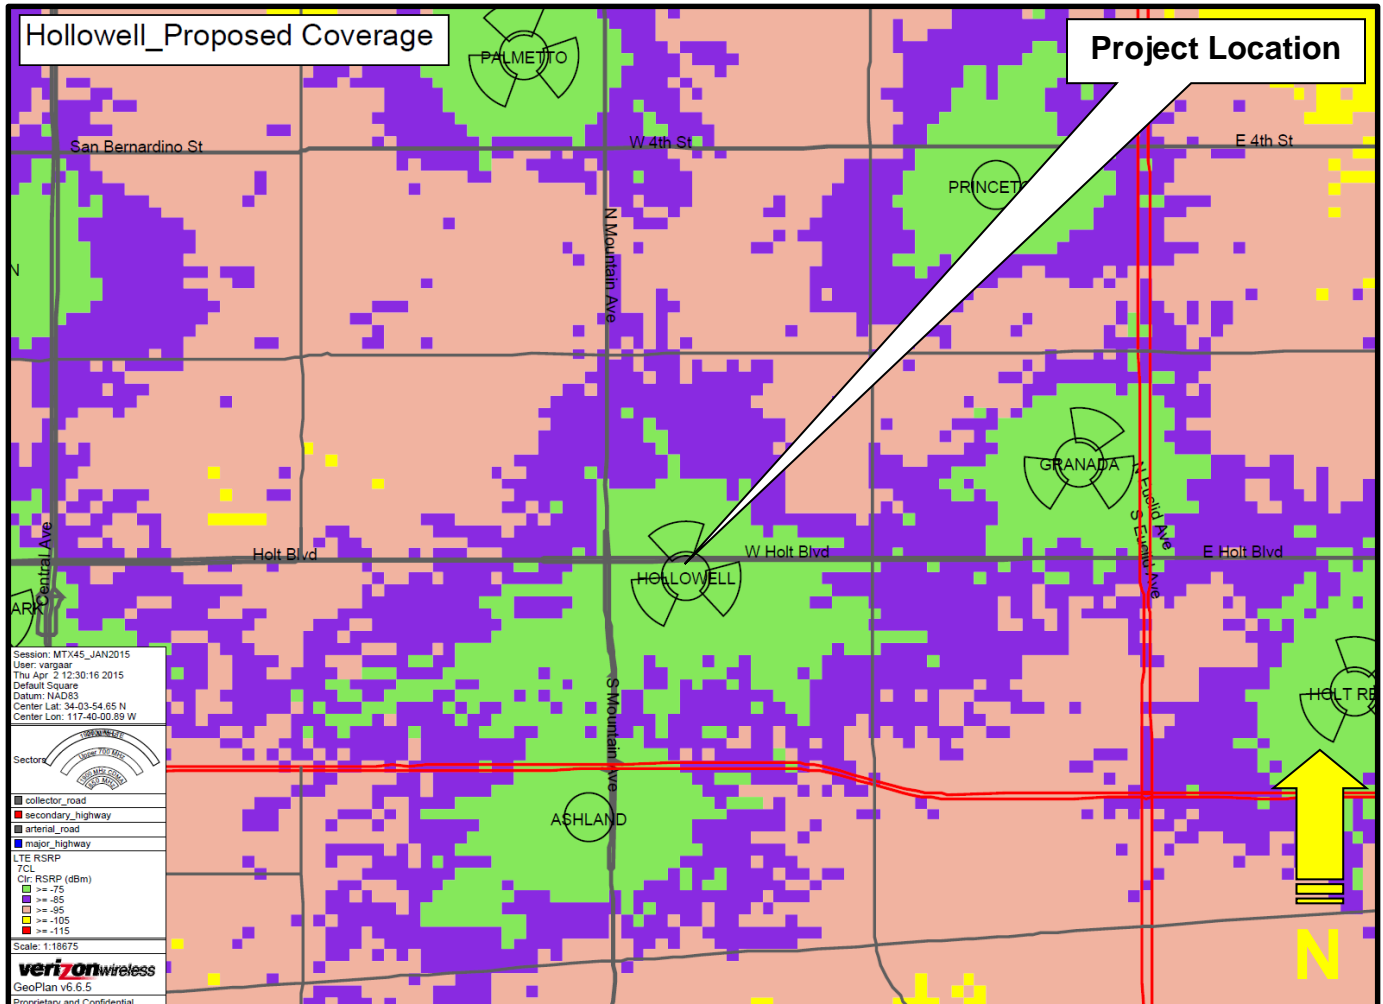 Hollowell_Proposed Coverage
Project Location
PALMETTO
San Bernardino St
W 4th St
E 4th St
N Mountain Ave
N
GRANADA
N Euclid Ave
S Euclid Ave
Central Ave
Holt Blvd
W Holt Blvd
E Holt Blvd
HOLLOWELL
ARK
S Mountain Ave
HOLT RE
ASHLAND
Session: MTX45_JAN2015
User: vargaar
Thu Apr 2 12:30:16 2015
Default Square
Datum: NAD83
Center Lat: 34-03-54.65 N
Center Lon: 117-40-00.89 W
Sectors
Upper 700 MHz
collector_road
secondary_highway
arterial_road
major_highway
LTE RSRP
7CL
Clr: RSRP (dBm)
>= -75
>= -85
>= -95
>= -105
>= -115
Scale: 1:18675
verizonwireless
GeoPlan v6.6.5
Proprietary and Confidential
N